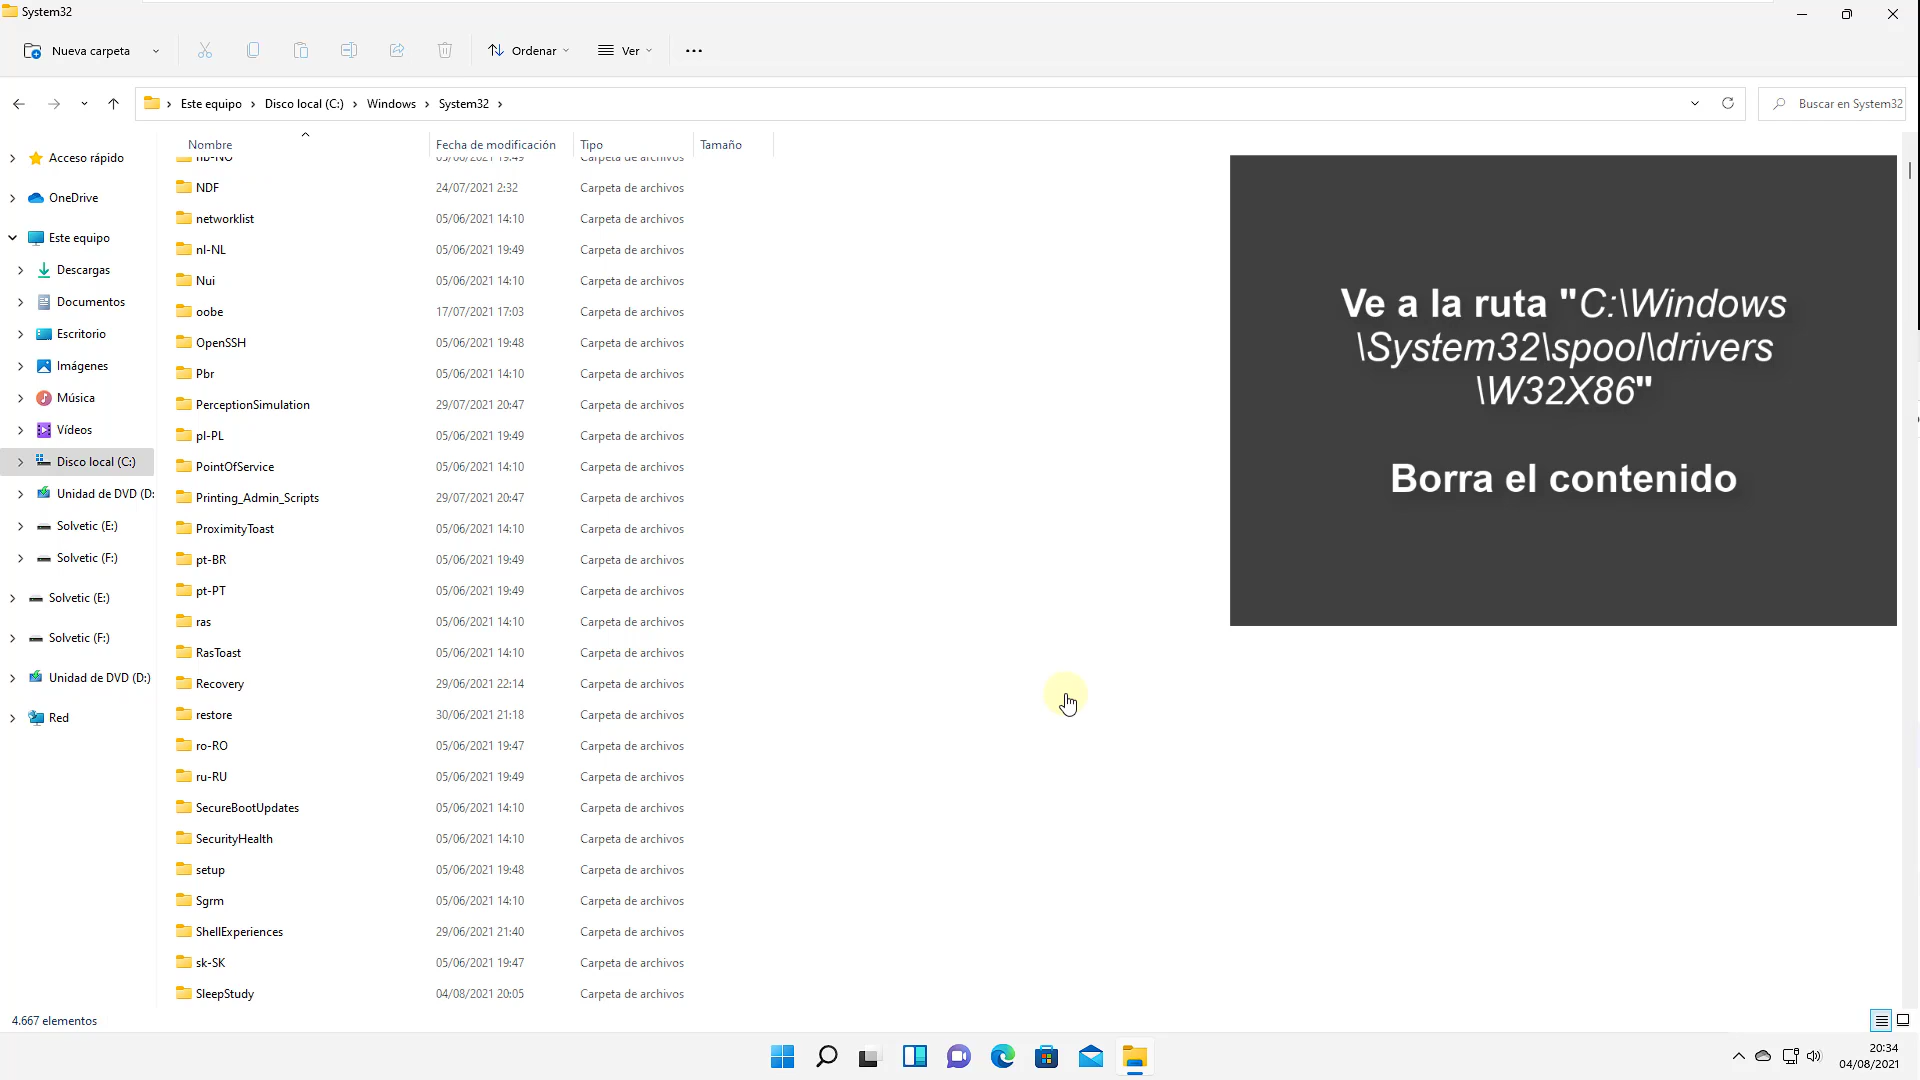 System32
Nueva carpeta
Ordenar
Ver
Este equipo
Disco local (C:)
Windows
System32
Buscar en System32
Nombre
Fecha de modificación
Tipo
Tamaño
Acceso rápido
OneDrive
Este equipo
Descargas
Documentos
Escritorio
Imágenes
Música
Vídeos
Disco local (C:)
Unidad de DVD (D:
Solvetic (E:)
Solvetic (F:)
Solvetic (E:)
Solvetic (F:)
Unidad de DVD (D:)
Red
nb-NO 05/06/2021 19:49 Carpeta de archivos
NDF 24/07/2021 2:32 Carpeta de archivos
networklist 05/06/2021 14:10 Carpeta de archivos
nl-NL 05/06/2021 19:49 Carpeta de archivos
Nui 05/06/2021 14:10 Carpeta de archivos
oobe 17/07/2021 17:03 Carpeta de archivos
OpenSSH 05/06/2021 19:48 Carpeta de archivos
Pbr 05/06/2021 14:10 Carpeta de archivos
PerceptionSimulation 29/07/2021 20:47 Carpeta de archivos
pl-PL 05/06/2021 19:49 Carpeta de archivos
PointOfService 05/06/2021 14:10 Carpeta de archivos
Printing_Admin_Scripts 29/07/2021 20:47 Carpeta de archivos
ProximityToast 05/06/2021 14:10 Carpeta de archivos
pt-BR 05/06/2021 19:49 Carpeta de archivos
pt-PT 05/06/2021 19:49 Carpeta de archivos
ras 05/06/2021 14:10 Carpeta de archivos
RasToast 05/06/2021 14:10 Carpeta de archivos
Recovery 29/06/2021 22:14 Carpeta de archivos
restore 30/06/2021 21:18 Carpeta de archivos
ro-RO 05/06/2021 19:47 Carpeta de archivos
ru-RU 05/06/2021 19:49 Carpeta de archivos
SecureBootUpdates 05/06/2021 14:10 Carpeta de archivos
SecurityHealth 05/06/2021 14:10 Carpeta de archivos
setup 05/06/2021 19:48 Carpeta de archivos
Sgrm 05/06/2021 14:10 Carpeta de archivos
ShellExperiences 29/06/2021 21:40 Carpeta de archivos
sk-SK 05/06/2021 19:47 Carpeta de archivos
SleepStudy 04/08/2021 20:05 Carpeta de archivos
Ve a la ruta "C:\Windows
\System32\spool\drivers
\W32X86"
Borra el contenido
4.667 elementos
20:34
04/08/2021